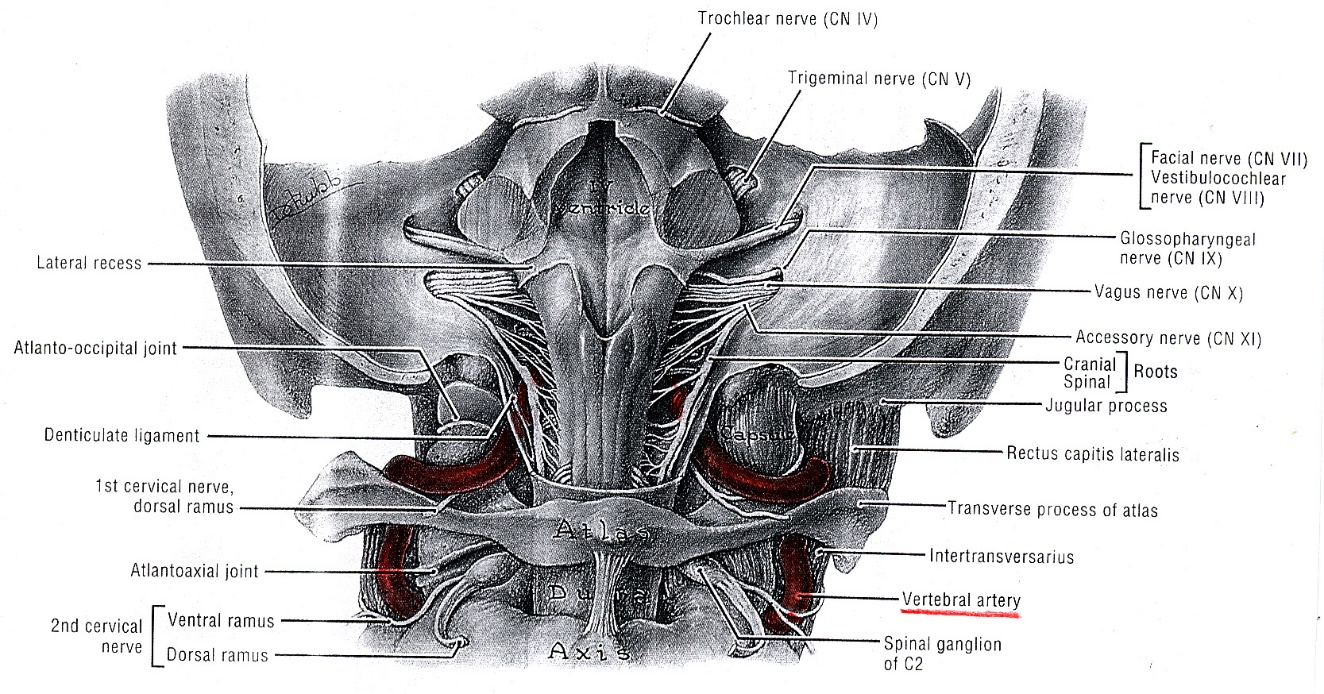 Trochlear nerve (CN IV)
Trigeminal nerve (CN V)
Facial nerve (CN VII)
Vestibulocochlear
nerve (CN VIII)
Glossopharyngeal
nerve (CN IX)
Vagus nerve (CN X)
Accessory nerve (CN XI)
Cranial
Spinal
Roots
Jugular process
Rectus capitis lateralis
Transverse process of atlas
Intertransversarius
Vertebral artery
Spinal ganglion
of C2
Lateral recess
Atlanto-occipital joint
Denticulate ligament
1st cervical nerve,
dorsal ramus
Atlantoaxial joint
2nd cervical
nerve
Ventral ramus
Dorsal ramus
IV
Ventricle
Capsule
Atlas
Dura
Axis